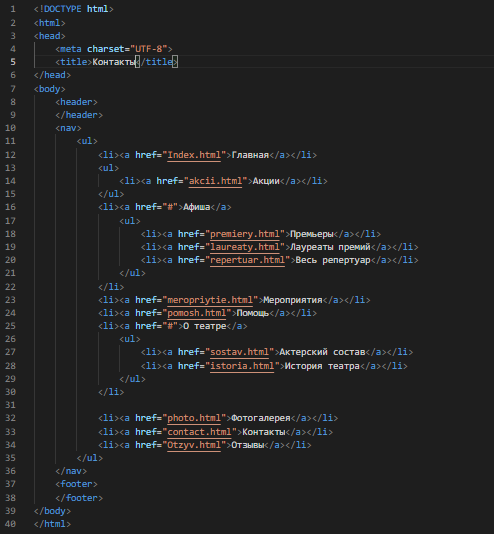 1 <!DOCTYPE html>
2 <html>
3 <head>
4 <meta charset="UTF-8">
5 <title>Контакты</title>
6 </head>
7 <body>
8 <header>
9 </header>
10 <nav>
11 <ul>
12 <li><a href="Index.html">Главная</a></li>
13 <ul>
14 <li><a href="akcii.html">Акции</a></li>
15 </ul>
16 <li><a href="#">Афиша</a>
17 <ul>
18 <li><a href="premiery.html">Премьеры</a></li>
19 <li><a href="laureaty.html">Лауреаты премий</a></li>
20 <li><a href="repertuar.html">Весь репертуар</a></li>
21 </ul>
22 </li>
23 <li><a href="meropriytie.html">Мероприятия</a></li>
24 <li><a href="pomosh.html">Помощь</a></li>
25 <li><a href="#">О театре</a>
26 <ul>
27 <li><a href="sostav.html">Актерский состав</a></li>
28 <li><a href="istoria.html">История театра</a></li>
29 </ul>
30 </li>
31
32 <li><a href="photo.html">Фотогалерея</a></li>
33 <li><a href="contact.html">Контакты</a></li>
34 <li><a href="Otzyv.html">Отзывы</a></li>
35 </ul>
36 </nav>
37 <footer>
38 </footer>
39 </body>
40 </html>